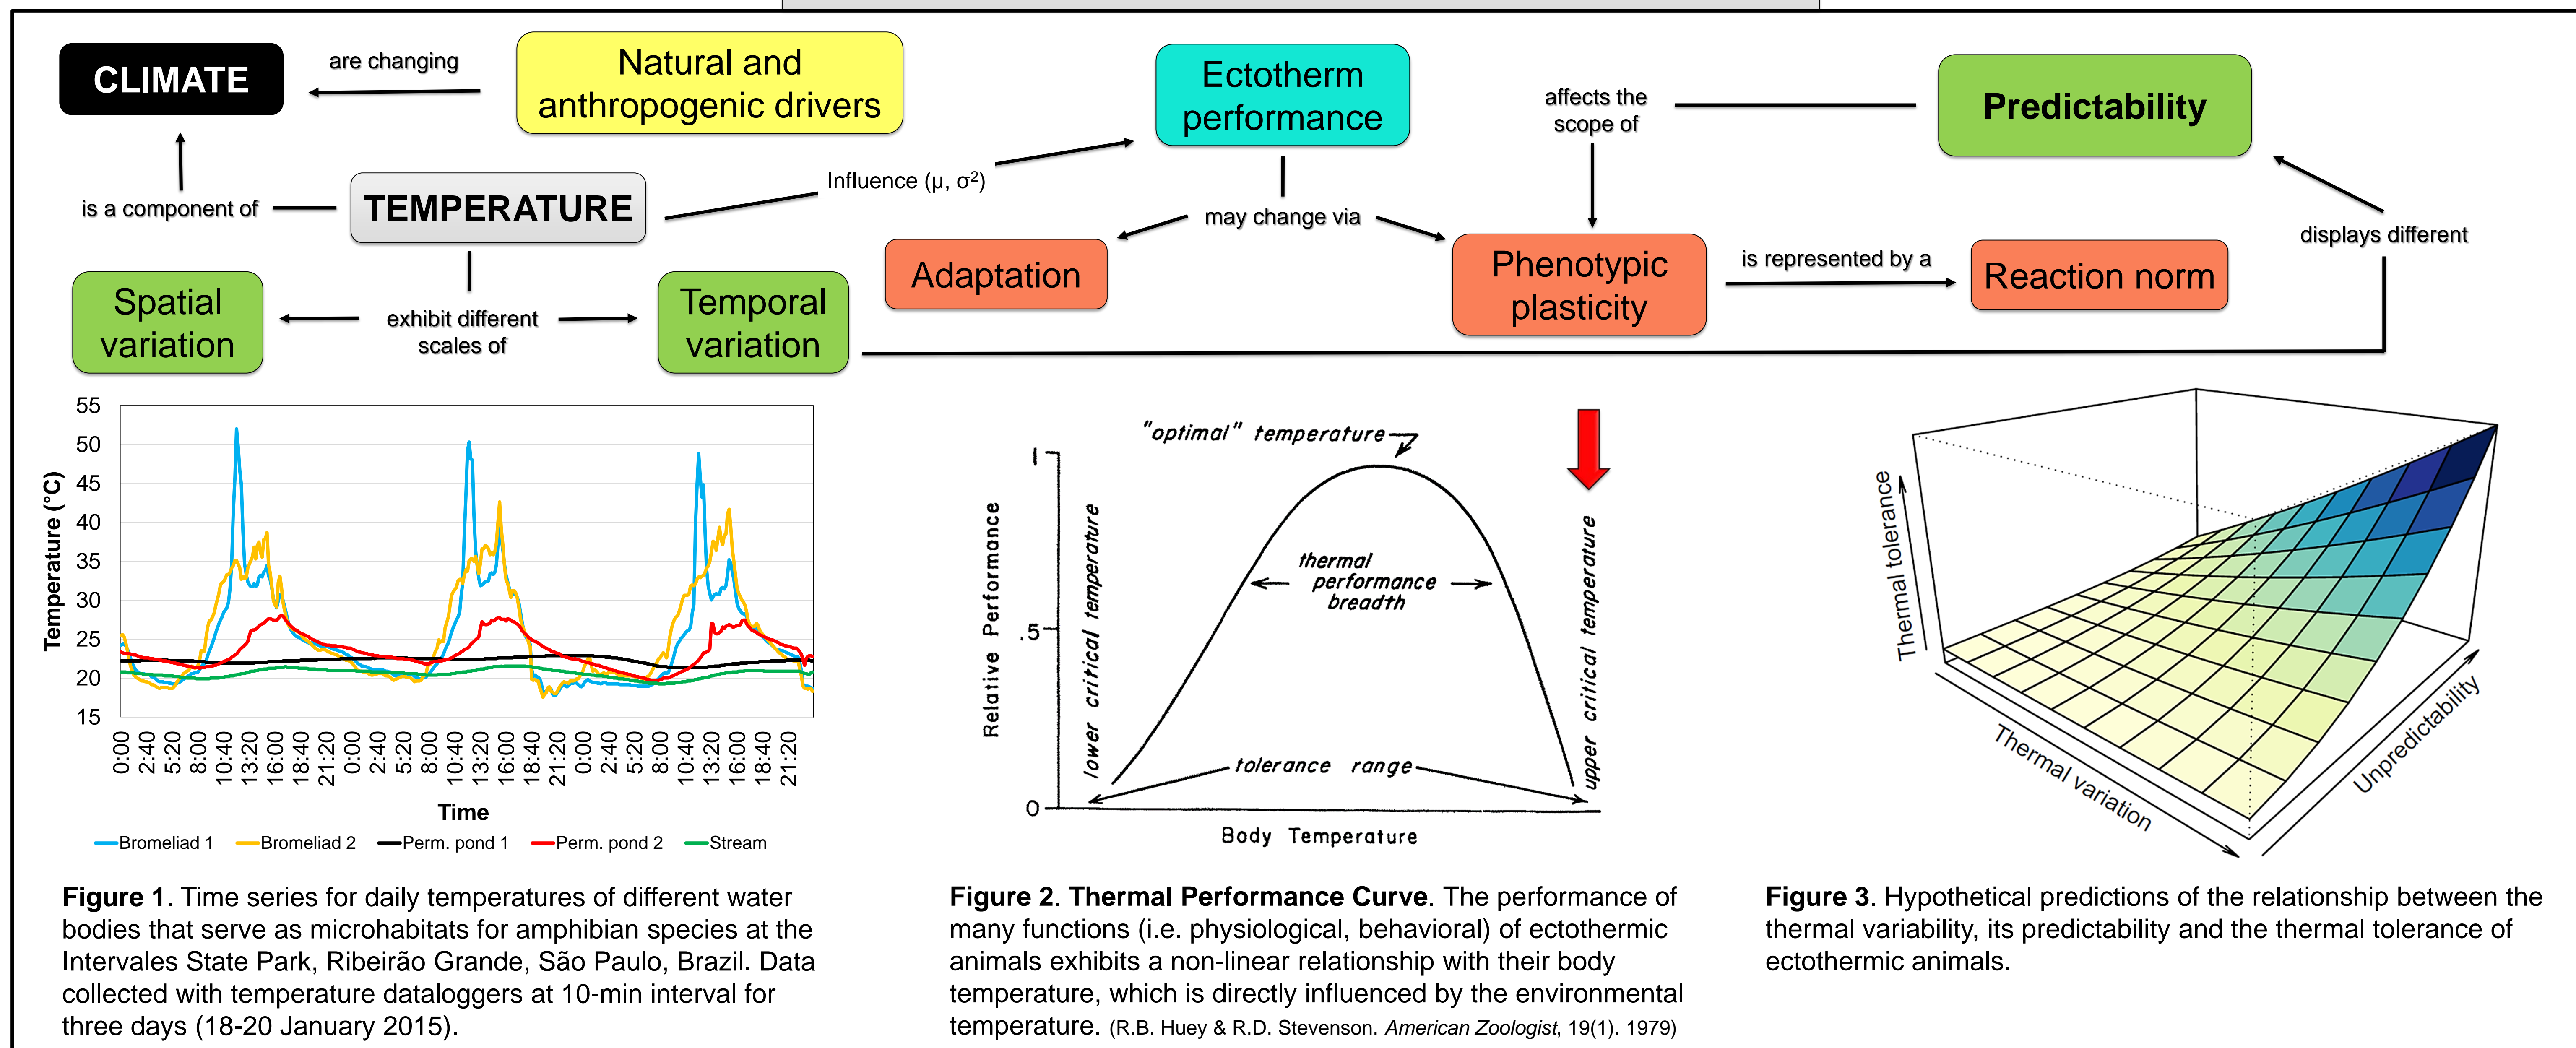 CLIMATE
are changing
Natural and
anthropogenic drivers
Ectotherm
performance
affects the
scope of
Predictability
is a component of
TEMPERATURE
Influence (μ, σ²)
may change via
displays different
Spatial
variation
exhibit different
scales of
Temporal
variation
Adaptation
Phenotypic
plasticity
is represented by a
Reaction norm
55
50
45
40
35
30
25
20
15
Temperature (°C)
0:00 2:40 5:20 8:00 10:40 13:20 16:00 18:40 21:20 0:00 2:40 5:20 8:00 10:40 13:20 16:00 18:40 21:20 0:00 2:40 5:20 8:00 10:40 13:20 16:00 18:40 21:20
Time
Bromeliad 1 Bromeliad 2 Perm. pond 1 Perm. pond 2 Stream
"optimal" temperature
1
.5
0
Relative Performance
lower critical temperature
thermal
performance
breadth
upper critical temperature
tolerance range
Body Temperature
Thermal tolerance
Thermal variation
Unpredictability
Figure 1. Time series for daily temperatures of different water
bodies that serve as microhabitats for amphibian species at the
Intervales State Park, Ribeirão Grande, São Paulo, Brazil. Data
collected with temperature dataloggers at 10-min interval for
three days (18-20 January 2015).
Figure 2. Thermal Performance Curve. The performance of
many functions (i.e. physiological, behavioral) of ectothermic
animals exhibits a non-linear relationship with their body
temperature, which is directly influenced by the environmental
temperature. (R.B. Huey & R.D. Stevenson. American Zoologist, 19(1). 1979)
Figure 3. Hypothetical predictions of the relationship between the
thermal variability, its predictability and the thermal tolerance of
ectothermic animals.